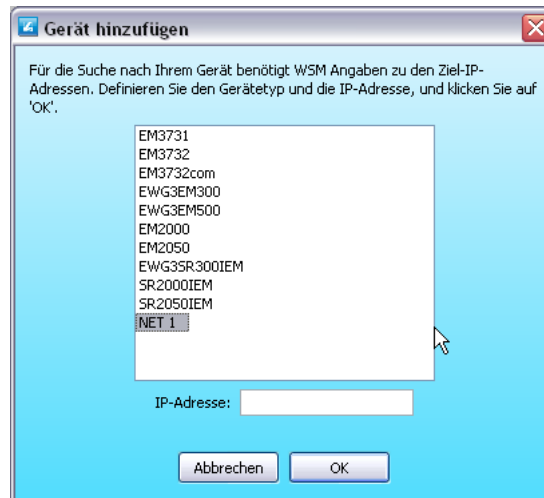 Gerät hinzufügen
Für die Suche nach Ihrem Gerät benötigt WSM Angaben zu den Ziel-IP-
Adressen. Definieren Sie den Gerätetyp und die IP-Adresse, und klicken Sie auf
'OK'.
EM3731
EM3732
EM3732com
EWG3EM300
EWG3EM500
EM2000
EM2050
EWG3SR300IEM
SR2000IEM
SR2050IEM
NET 1
IP-Adresse:
Abbrechen
OK